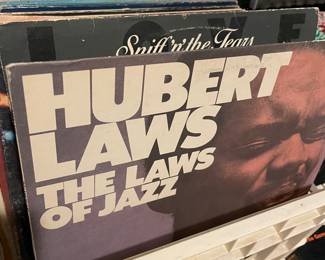 Sniff 'n' the Tears
HUBERT
LAWS
THE LAWS
OF JAZZ